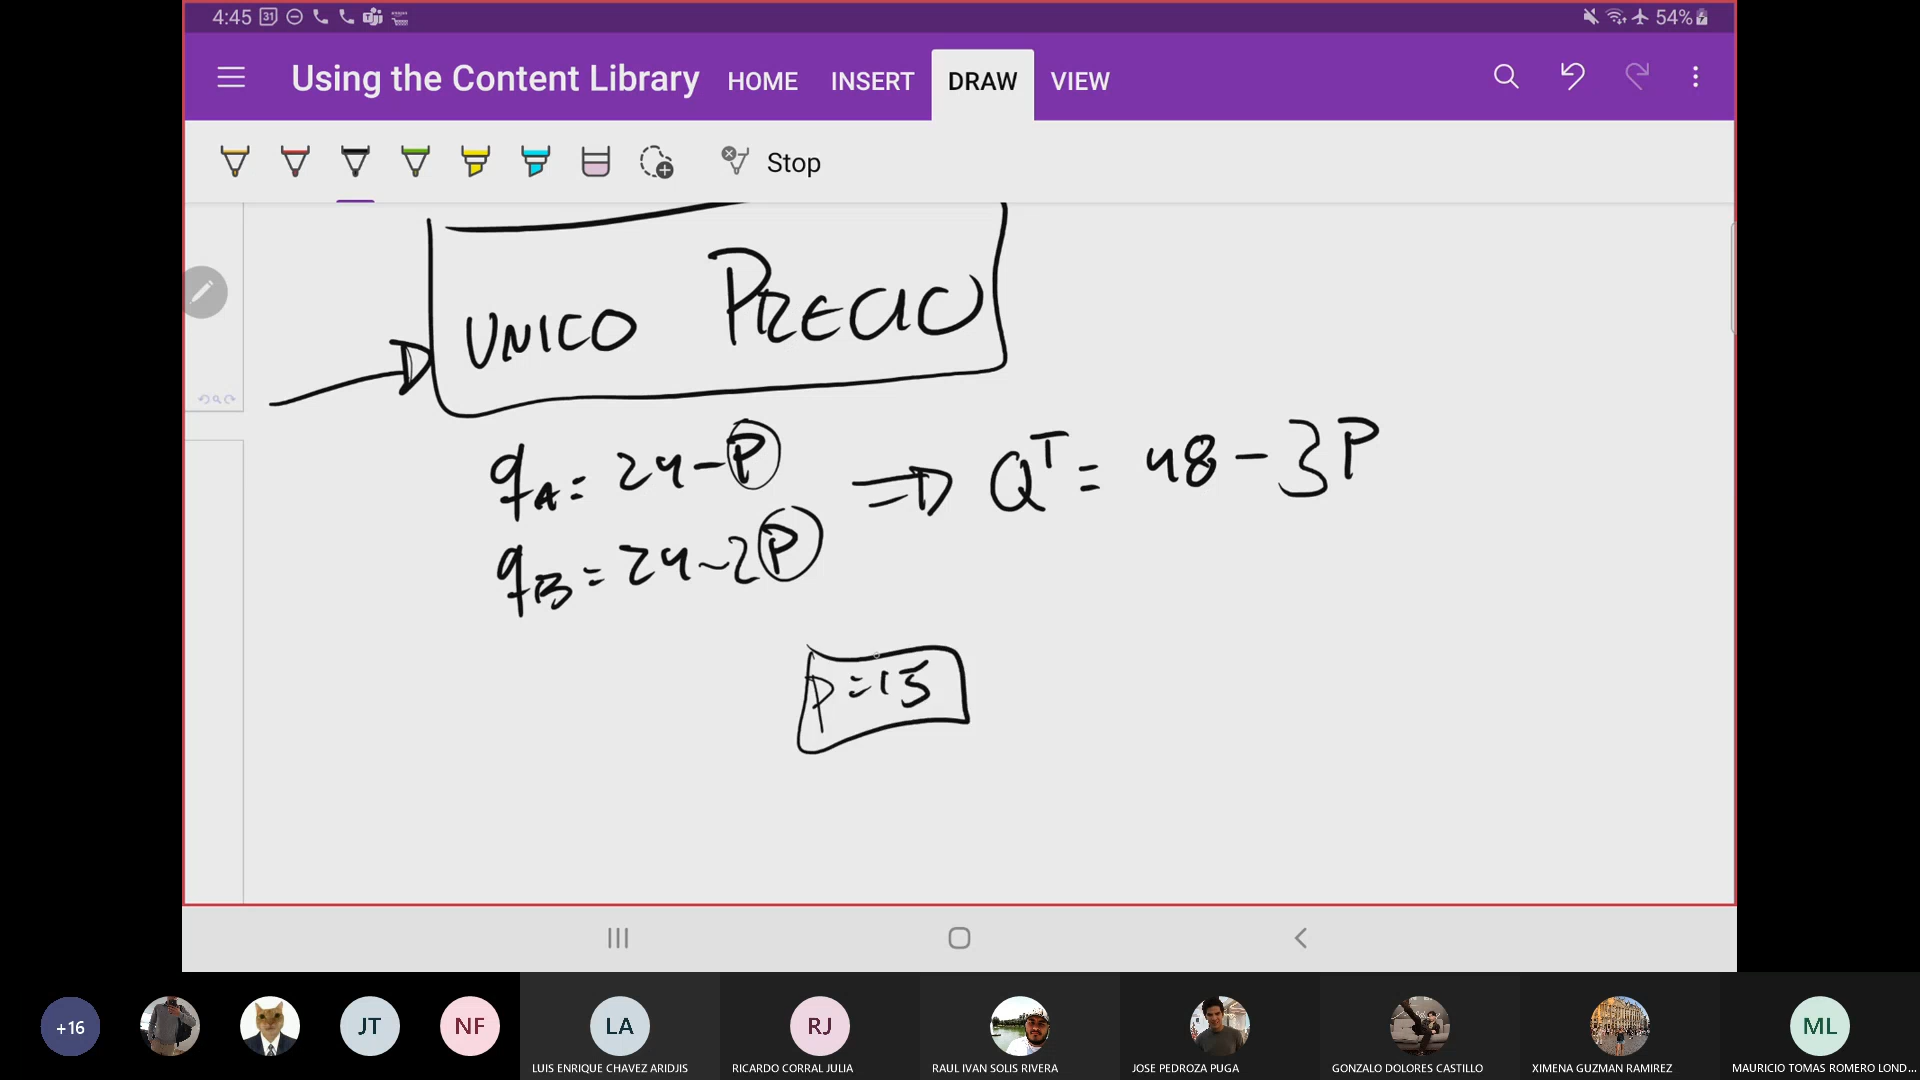 4:45 31 54%
Using the Content Library HOME INSERT DRAW VIEW
Stop
UNICO PRECIO
qA = 24 - P ⇒ Q^T = 48 - 3P
qB = 24 - 2P
P = 15
+16 JT NF LA RJ ML
LUIS ENRIQUE CHAVEZ ARIDJIS RICARDO CORRAL JULIA RAUL IVAN SOLIS RIVERA JOSE PEDROZA PUGA GONZALO DOLORES CASTILLO XIMENA GUZMAN RAMIREZ MAURICIO TOMAS ROMERO LOND...